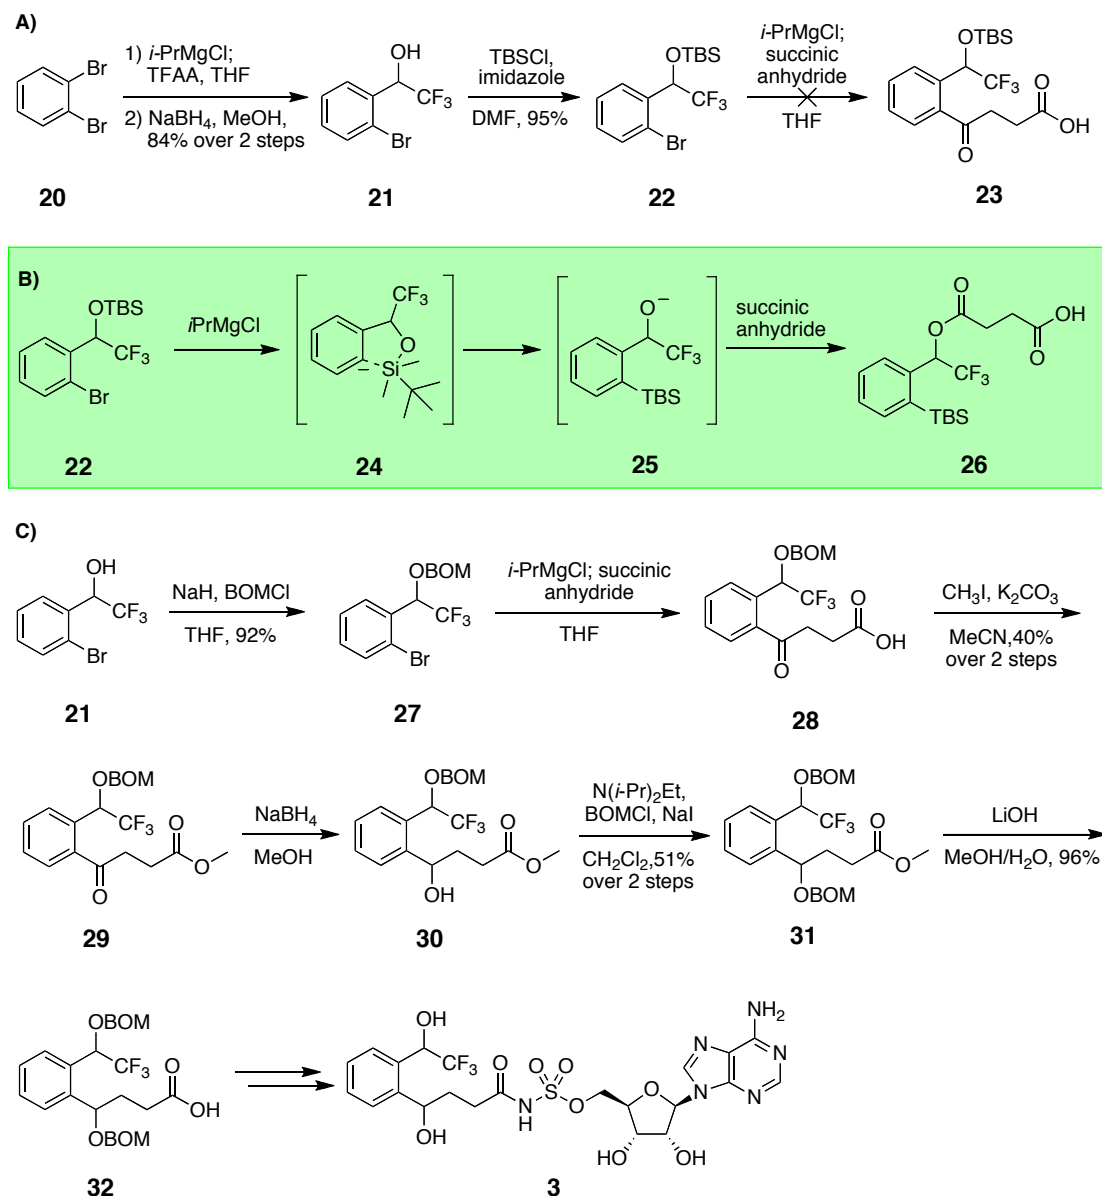 A)
Br
Br
1) i-PrMgCl;
TFAA, THF
2) NaBH4, MeOH,
84% over 2 steps
OH
CF3
Br
TBSCl,
imidazole
DMF, 95%
OTBS
CF3
Br
i-PrMgCl;
succinic
anhydride
THF
OTBS
CF3
O
OH
O
20
21
22
23
B)
OTBS
CF3
Br
iPrMgCl
CF3
O
Si
–
O–
CF3
TBS
succinic
anhydride
O
OH
O
O
CF3
TBS
22
24
25
26
C)
OH
CF3
Br
NaH, BOMCl
THF, 92%
OBOM
CF3
Br
i-PrMgCl; succinic
anhydride
THF
OBOM
CF3
O
OH
O
CH3I, K2CO3
MeCN,40%
over 2 steps
21
27
28
OBOM
CF3
O
O
O
NaBH4
MeOH
OBOM
CF3
O
O
OH
N(i-Pr)2Et,
BOMCl, NaI
CH2Cl2,51%
over 2 steps
OBOM
CF3
O
O
OBOM
LiOH
MeOH/H2O, 96%
29
30
31
OBOM
CF3
O
OH
OBOM
OH
CF3
O
OH
N
H
O
O
S
O
O
HO
OH
NH2
N
N
N
N
32
3